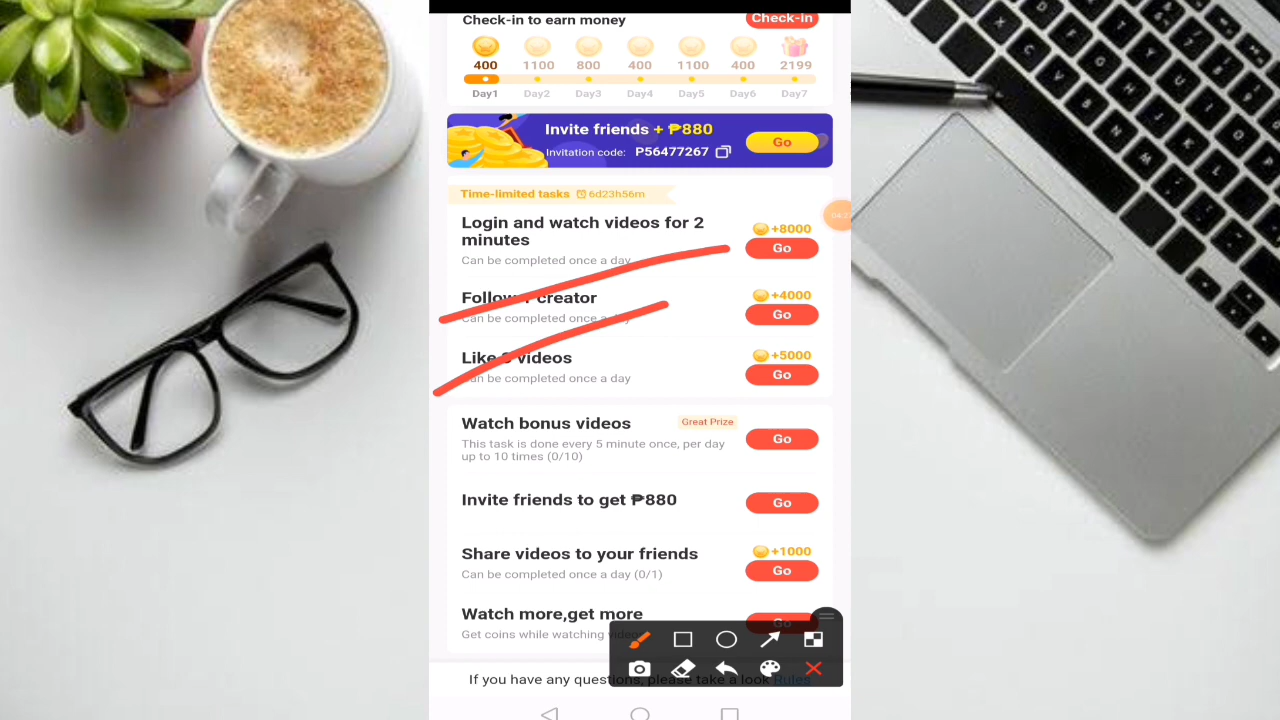 Check-in to earn money
Check-in
400 1100 800 400 1100 400 2199
Day1 Day2 Day3 Day4 Day5 Day6 Day7
Invite friends + ₱880
Invitation code: P56477267
Go
Time-limited tasks 6d23h56m
Login and watch videos for 2
minutes
Can be completed once a day
+8000
Go
creator
Can be completed once a day
+4000
Go
Like videos
Can be completed once a day
+5000
Go
Watch bonus videos
Great Prize
This task is done every 5 minute once, per day
up to 10 times (0/10)
Go
Invite friends to get ₱880
Go
Share videos to your friends
Can be completed once a day (0/1)
+1000
Go
Watch more,get more
Get coins while watching videos
Go
If you have any questions, please take a look Rules